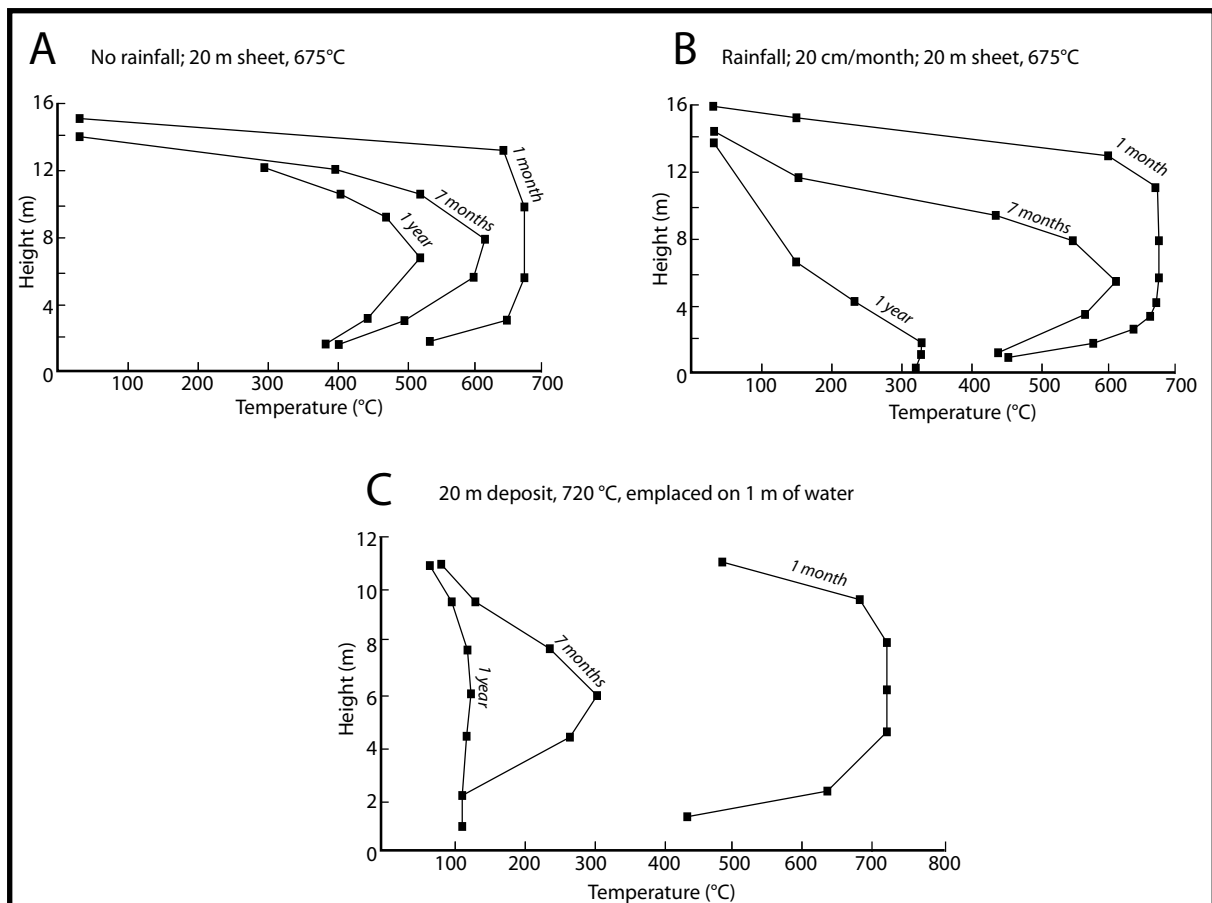 A
No rainfall; 20 m sheet, 675°C
16
12
8
4
0
Height (m)
1 month
7 months
1 year
100 200 300 400 500 600 700
Temperature (°C)
B
Rainfall; 20 cm/month; 20 m sheet, 675°C
16
12
8
4
0
Height (m)
1 month
7 months
1 year
100 200 300 400 500 600 700
Temperature (°C)
C
20 m deposit, 720 °C, emplaced on 1 m of water
12
10
8
6
4
2
0
Height (m)
1 month
7 months
1 year
100 200 300 400 500 600 700 800
Temperature (°C)